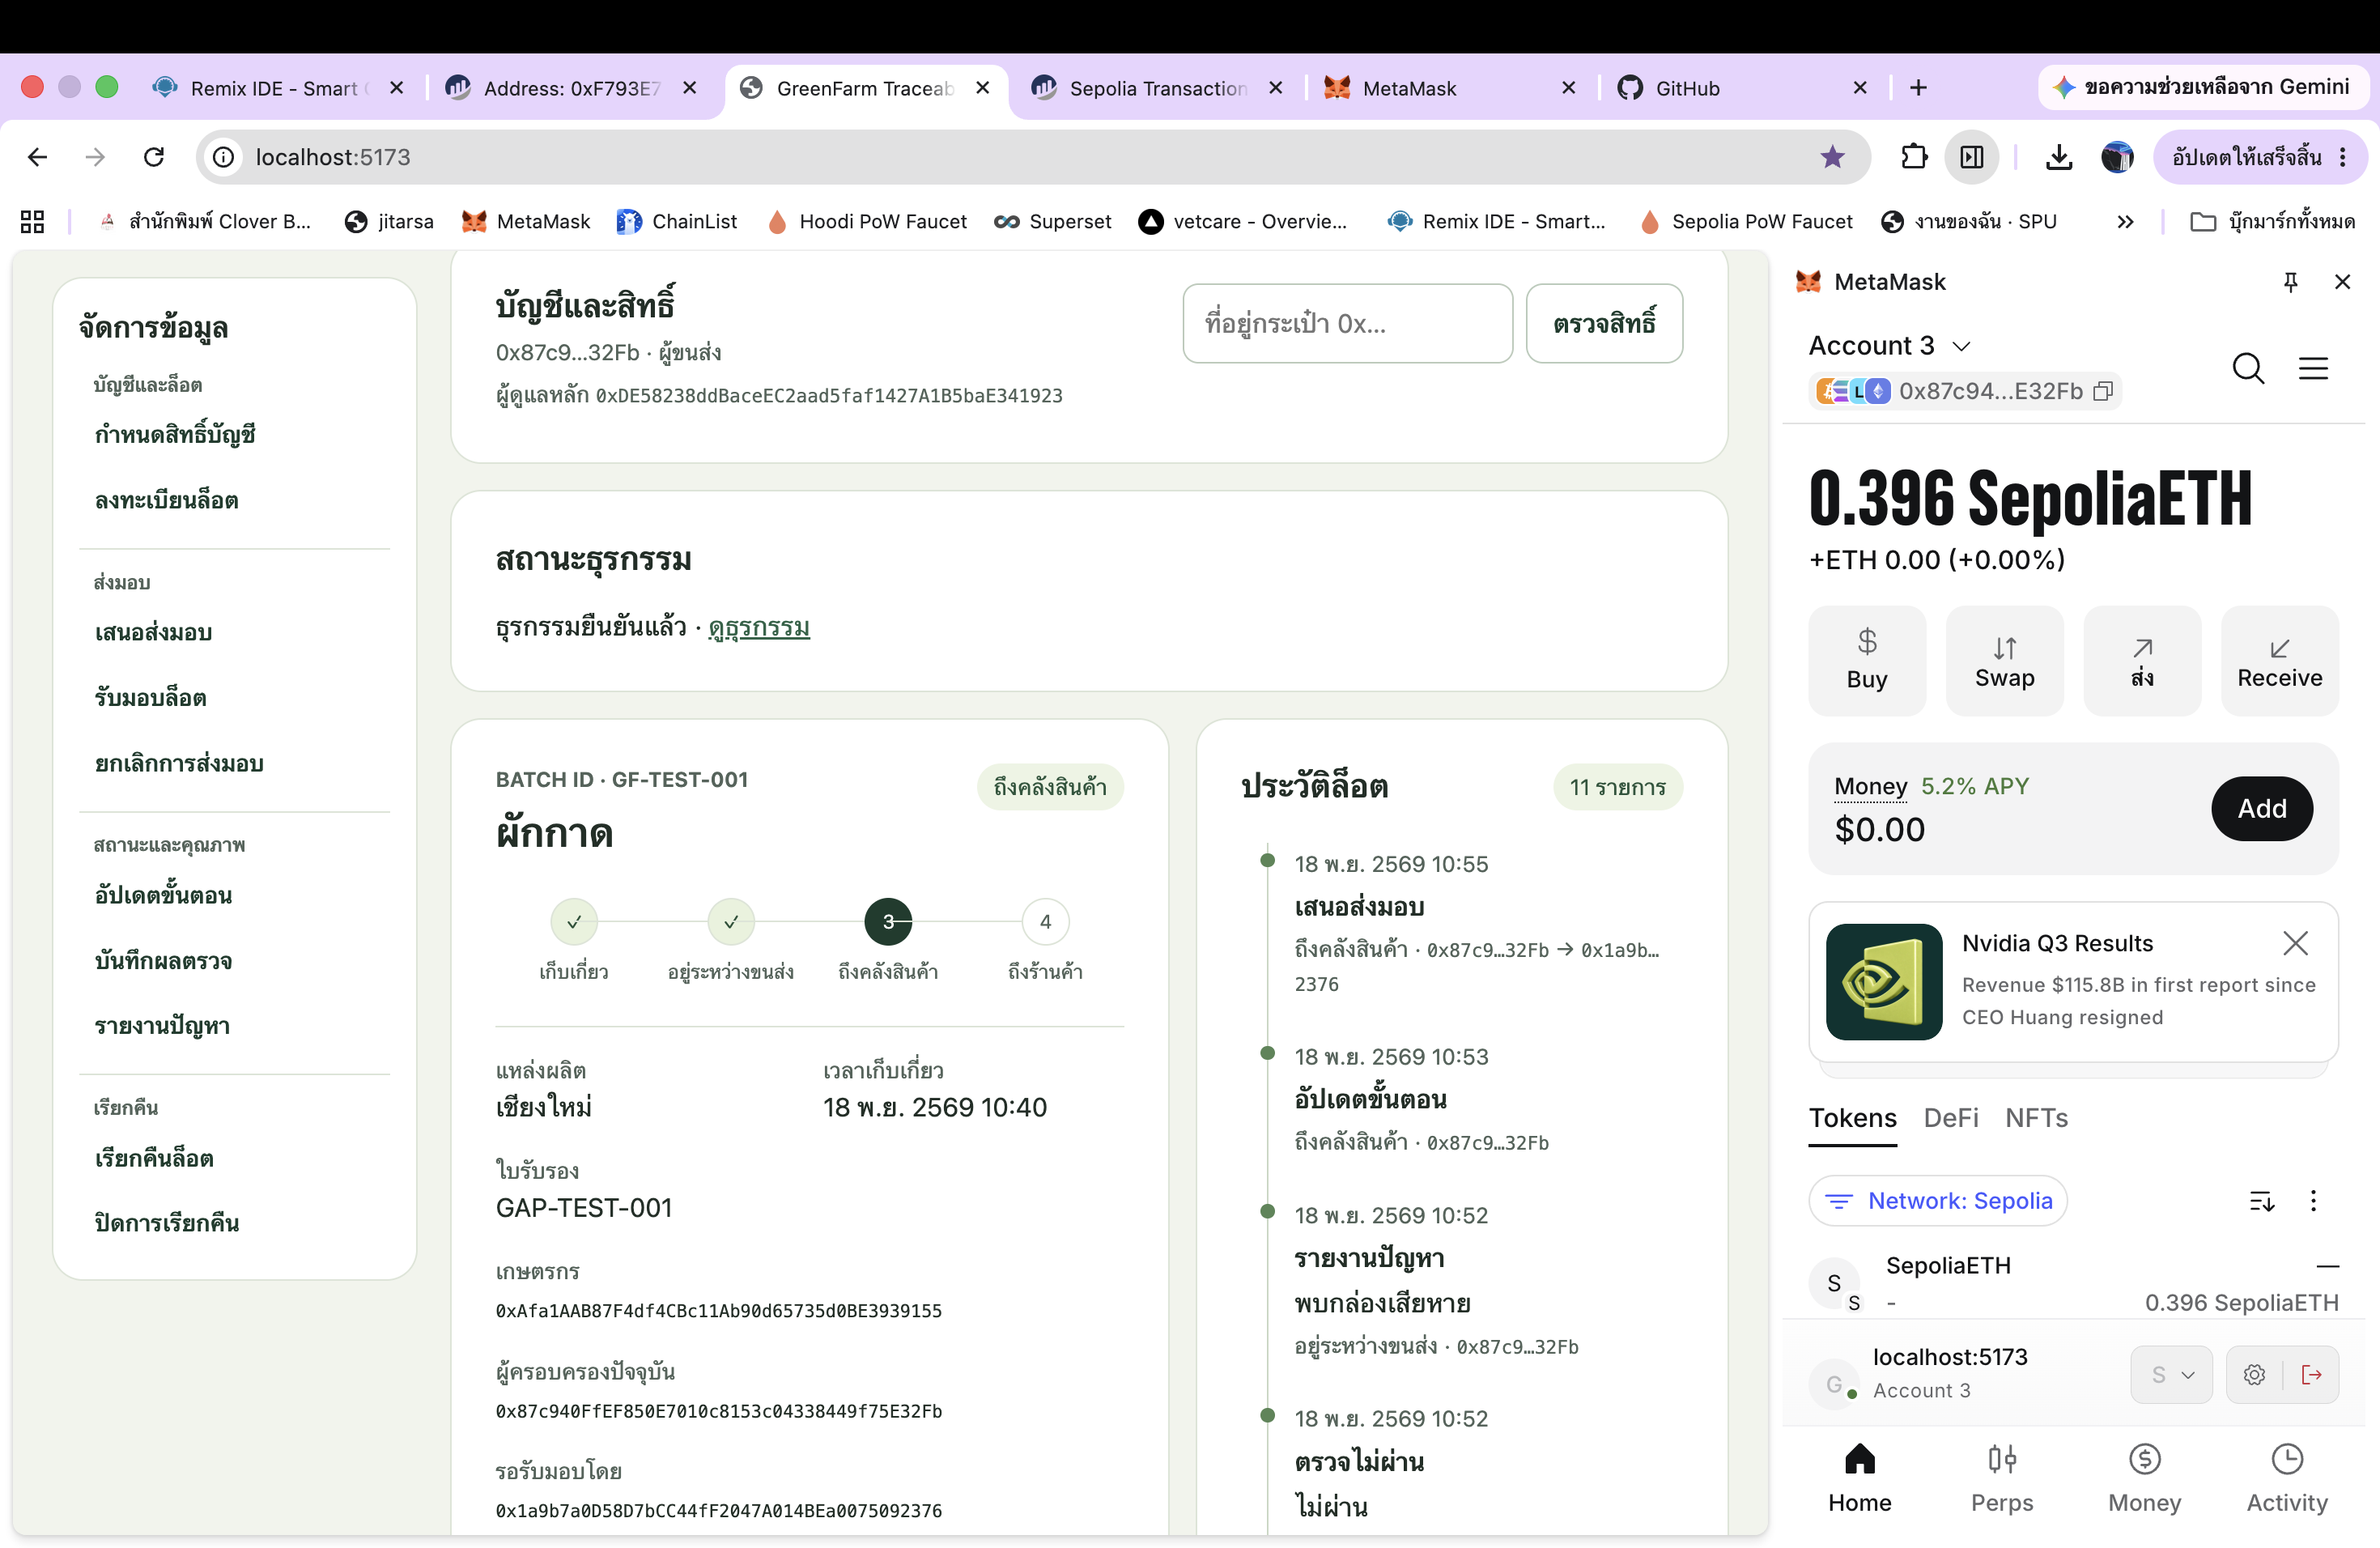 Remix IDE - Smart C
Address: 0xF793E7
GreenFarm Traceab
Sepolia Transaction
MetaMask
GitHub
ขอความช่วยเหลือจาก Gemini
localhost:5173
อัปเดตให้เสร็จสิ้น
สำนักพิมพ์ Clover B...
jitarsa
MetaMask
ChainList
Hoodi PoW Faucet
Superset
vetcare - Overvie...
Remix IDE - Smart...
Sepolia PoW Faucet
งานของฉัน · SPU
บุ๊กมาร์กทั้งหมด
จัดการข้อมูล
บัญชีและล็อต
กำหนดสิทธิ์บัญชี
ลงทะเบียนล็อต
ส่งมอบ
เสนอส่งมอบ
รับมอบล็อต
ยกเลิกการส่งมอบ
สถานะและคุณภาพ
อัปเดตขั้นตอน
บันทึกผลตรวจ
รายงานปัญหา
เรียกคืน
เรียกคืนล็อต
ปิดการเรียกคืน
บัญชีและสิทธิ์
0x87c9...32Fb · ผู้ขนส่ง
ผู้ดูแลหลัก 0xDE58238ddBaceEC2aad5faf1427A1B5baE341923
ที่อยู่กระเป๋า 0x...
ตรวจสิทธิ์
สถานะธุรกรรม
ธุรกรรมยืนยันแล้ว · ดูธุรกรรม
BATCH ID · GF-TEST-001
ถึงคลังสินค้า
ผักกาด
3
4
เก็บเกี่ยว
อยู่ระหว่างขนส่ง
ถึงคลังสินค้า
ถึงร้านค้า
แหล่งผลิต
เชียงใหม่
เวลาเก็บเกี่ยว
18 พ.ย. 2569 10:40
ใบรับรอง
GAP-TEST-001
เกษตรกร
0xAfa1AAB87F4df4CBc11Ab90d65735d0BE3939155
ผู้ครอบครองปัจจุบัน
0x87c940FfEF850E7010c8153c04338449f75E32Fb
รอรับมอบโดย
0x1a9b7a0D58D7bCC44fF2047A014BEa0075092376
ประวัติล็อต
11 รายการ
18 พ.ย. 2569 10:55
เสนอส่งมอบ
ถึงคลังสินค้า · 0x87c9…32Fb → 0x1a9b…
2376
18 พ.ย. 2569 10:53
อัปเดตขั้นตอน
ถึงคลังสินค้า · 0x87c9…32Fb
18 พ.ย. 2569 10:52
รายงานปัญหา
พบกล่องเสียหาย
อยู่ระหว่างขนส่ง · 0x87c9…32Fb
18 พ.ย. 2569 10:52
ตรวจไม่ผ่าน
ไม่ผ่าน
MetaMask
Account 3
0x87c94...E32Fb
0.396 SepoliaETH
+ETH 0.00 (+0.00%)
Buy
Swap
ส่ง
Receive
Money 5.2% APY
$0.00
Add
Nvidia Q3 Results
Revenue $115.8B in first report since
CEO Huang resigned
Tokens
DeFi
NFTs
Network: Sepolia
S
S
SepoliaETH
—
-
0.396 SepoliaETH
G
localhost:5173
Account 3
S
Home
Perps
Money
Activity